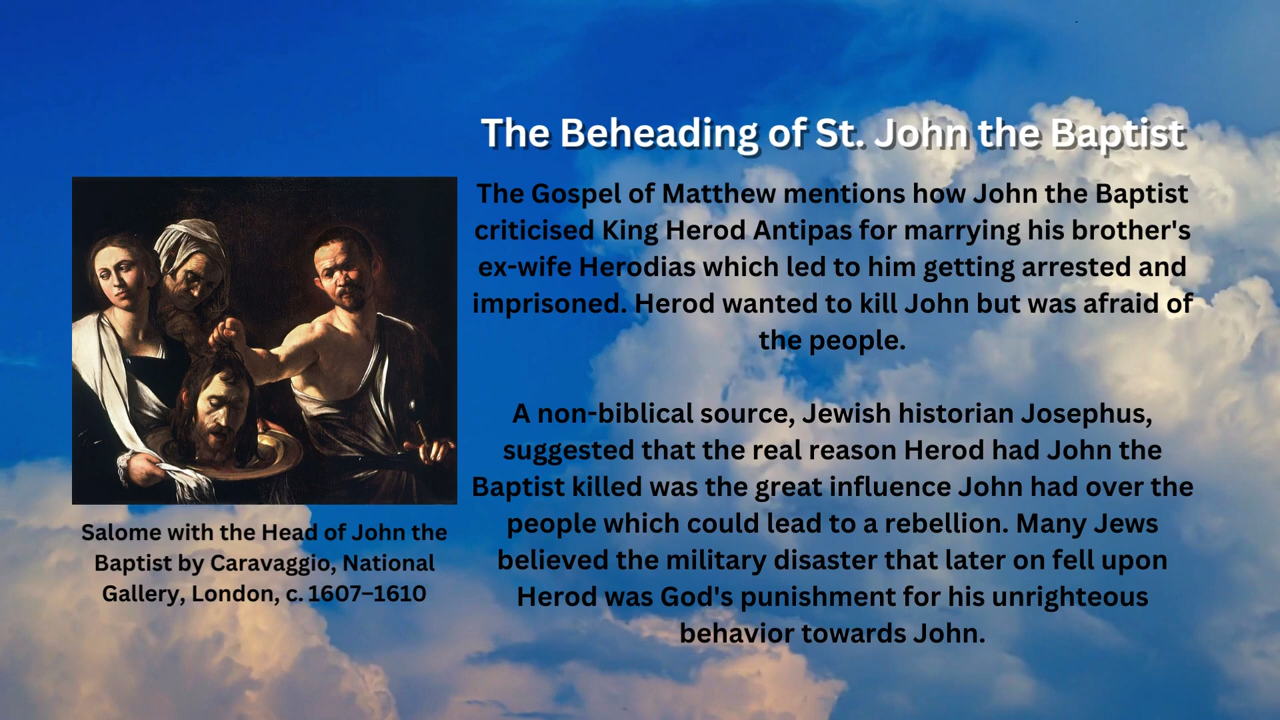 The Beheading of St. John the Baptist
The Gospel of Matthew mentions how John the Baptist
criticised King Herod Antipas for marrying his brother's
ex-wife Herodias which led to him getting arrested and
imprisoned. Herod wanted to kill John but was afraid of
the people.
A non-biblical source, Jewish historian Josephus,
suggested that the real reason Herod had John the
Baptist killed was the great influence John had over the
people which could lead to a rebellion. Many Jews
believed the military disaster that later on fell upon
Herod was God's punishment for his unrighteous
behavior towards John.
Salome with the Head of John the
Baptist by Caravaggio, National
Gallery, London, c. 1607–1610